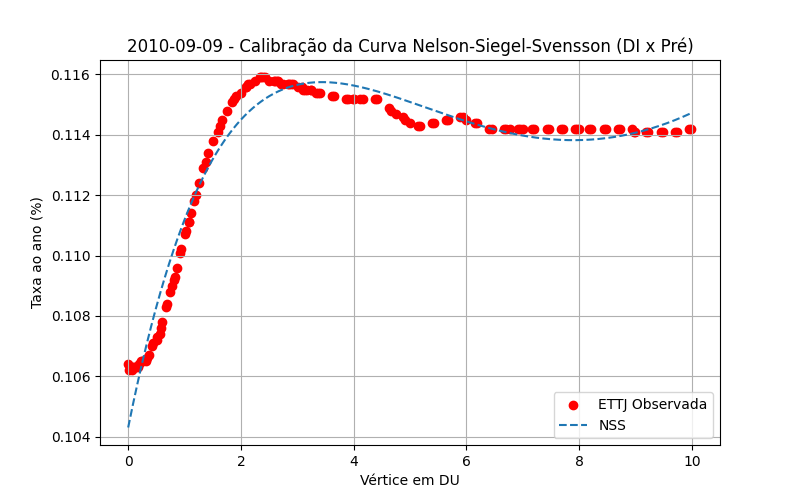 2010-09-09 - Calibração da Curva Nelson-Siegel-Svensson (DI x Pré)
Taxa ao ano (%)
0.116
0.114
0.112
0.110
0.108
0.106
0.104
ETTJ Observada
NSS
0 2 4 6 8 10
Vértice em DU